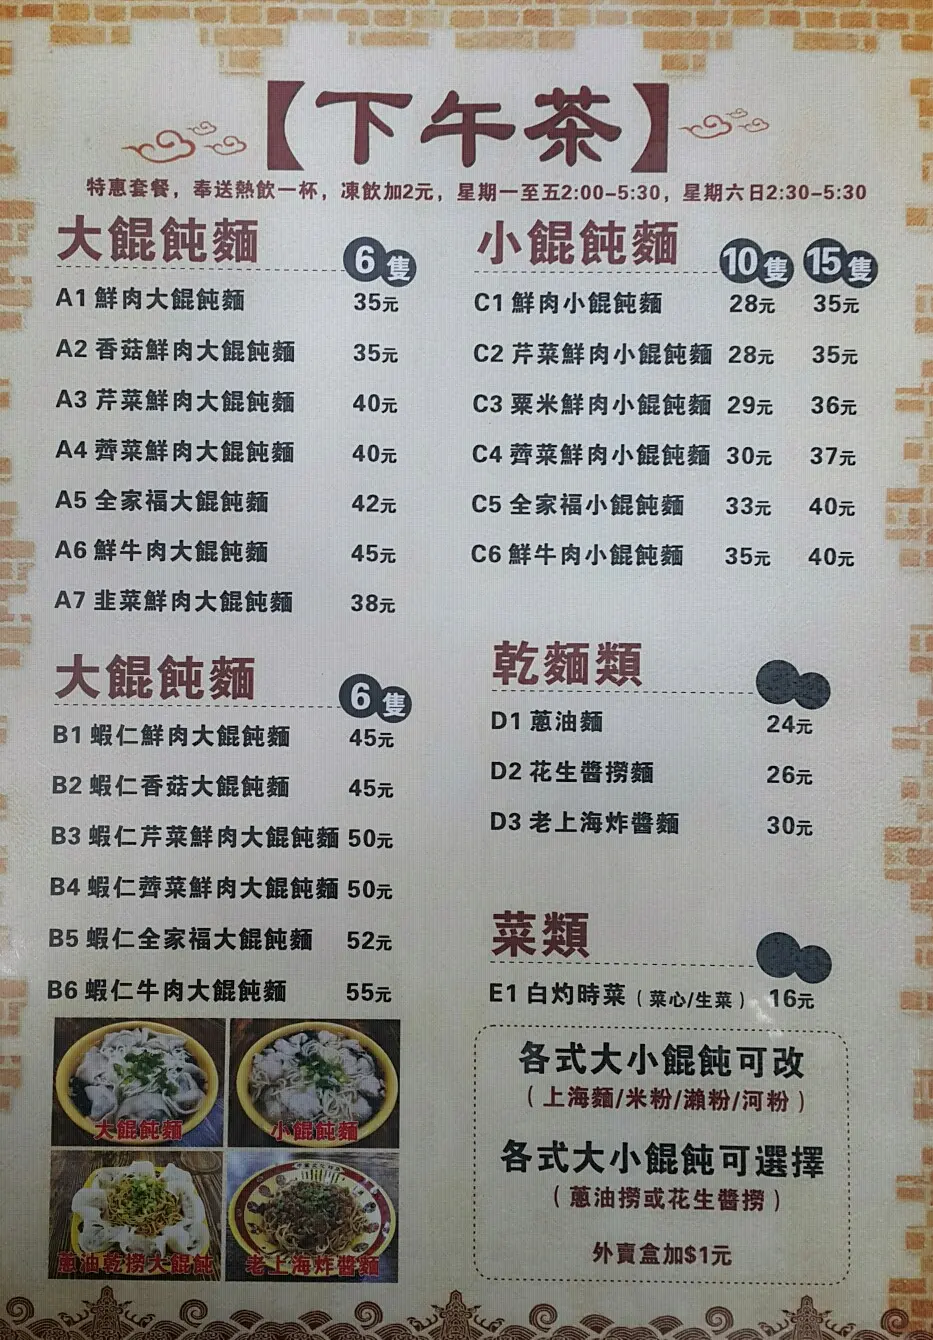 【下午茶】
特惠套餐，奉送熱飲一杯，凍飲加2元，星期一至五2:00-5:30，星期六日2:30-5:30
大餛飩麵 6隻
A1 鮮肉大餛飩麵 35元
A2 香菇鮮肉大餛飩麵 35元
A3 芹菜鮮肉大餛飩麵 40元
A4 薺菜鮮肉大餛飩麵 40元
A5 全家福大餛飩麵 42元
A6 鮮牛肉大餛飩麵 45元
A7 韭菜鮮肉大餛飩麵 38元
大餛飩麵 6隻
B1 蝦仁鮮肉大餛飩麵 45元
B2 蝦仁香菇大餛飩麵 45元
B3 蝦仁芹菜鮮肉大餛飩麵 50元
B4 蝦仁薺菜鮮肉大餛飩麵 50元
B5 蝦仁全家福大餛飩麵 52元
B6 蝦仁牛肉大餛飩麵 55元
大餛飩麵
小餛飩麵
蔥油乾撈大餛飩
老上海炸醬麵
小餛飩麵 10隻 15隻
C1 鮮肉小餛飩麵 28元 35元
C2 芹菜鮮肉小餛飩麵 28元 35元
C3 粟米鮮肉小餛飩麵 29元 36元
C4 薺菜鮮肉小餛飩麵 30元 37元
C5 全家福小餛飩麵 33元 40元
C6 鮮牛肉小餛飩麵 35元 40元
乾麵類
D1 蔥油麵 24元
D2 花生醬撈麵 26元
D3 老上海炸醬麵 30元
菜類
E1 白灼時菜（菜心/生菜） 16元
各式大小餛飩可改
（上海麵/米粉/瀨粉/河粉）
各式大小餛飩可選擇
（蔥油撈或花生醬撈）
外賣盒加$1元